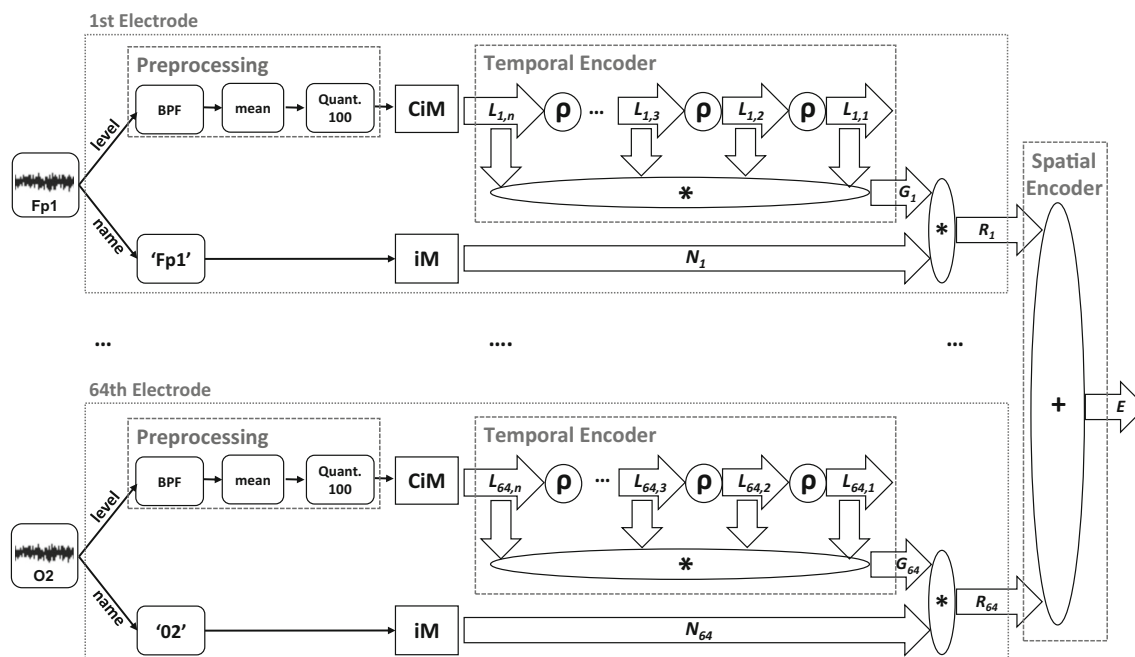 1st Electrode
Preprocessing
Temporal Encoder
level
BPF
mean
Quant.
100
CiM
L1,n
ρ
...
L1,3
ρ
L1,2
ρ
L1,1
Fp1
*
G1
name
'Fp1'
iM
N1
*
R1
Spatial
Encoder
...
....
...
+
E
64th Electrode
Preprocessing
Temporal Encoder
level
BPF
mean
Quant.
100
CiM
L64,n
ρ
...
L64,3
ρ
L64,2
ρ
L64,1
O2
*
G64
name
'02'
iM
N64
*
R64